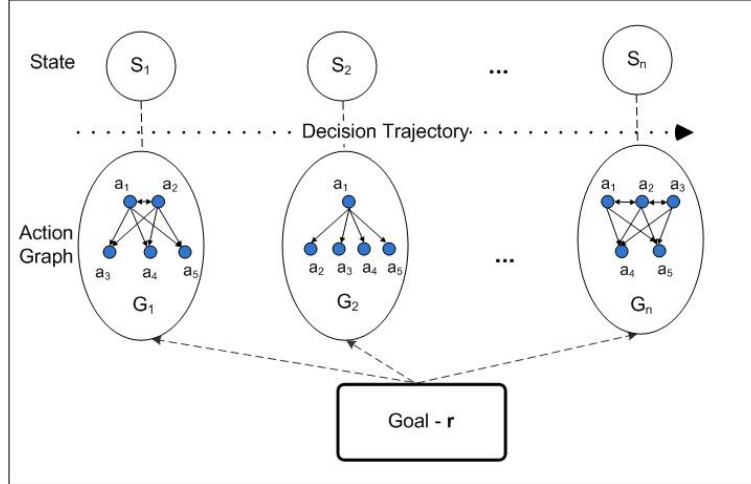 State
S1
S2
...
Sn
Decision Trajectory
Action
Graph
a1 a2
a3 a4 a5
G1
a1
a2 a3 a4 a5
G2
...
a1 a2 a3
a4 a5
Gn
Goal - r